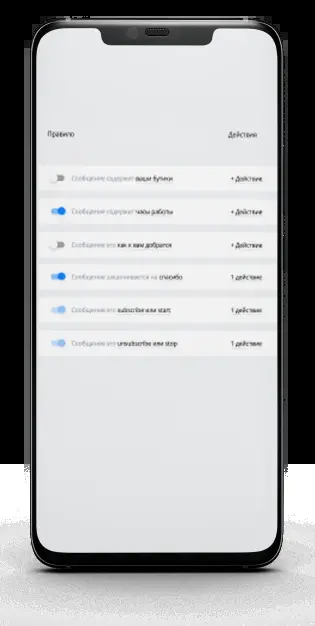 Правило Действия
Сообщение содержит ваши бутики + Действие
Сообщение содержит часы работы + Действие
Сообщение это как к вам добратся + Действие
Сообщение заканчивается на спасибо 1 действие
Сообщение это subscribe или start 1 действие
Сообщение это unsubscribe или stop 1 действие